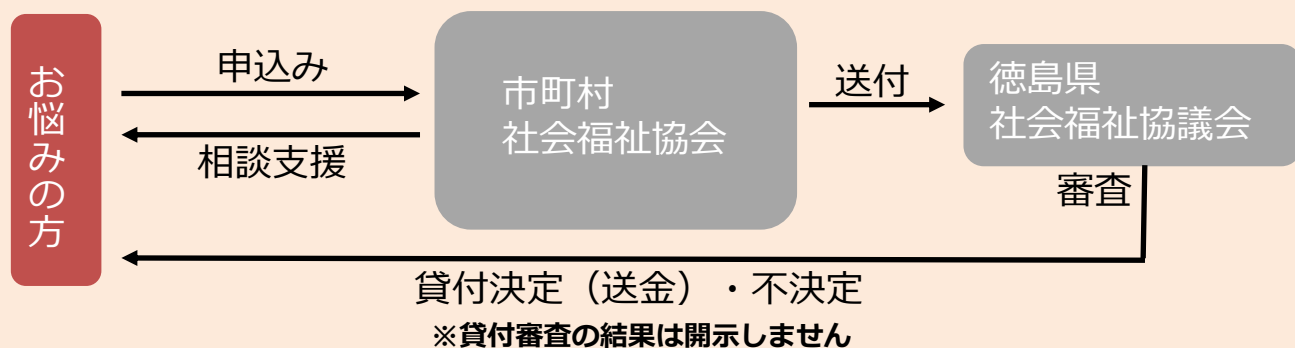 お悩みの方
申込み
相談支援
市町村
社会福祉協会
送付
徳島県
社会福祉協議会
審査
貸付決定（送金）・不決定
※貸付審査の結果は開示しません